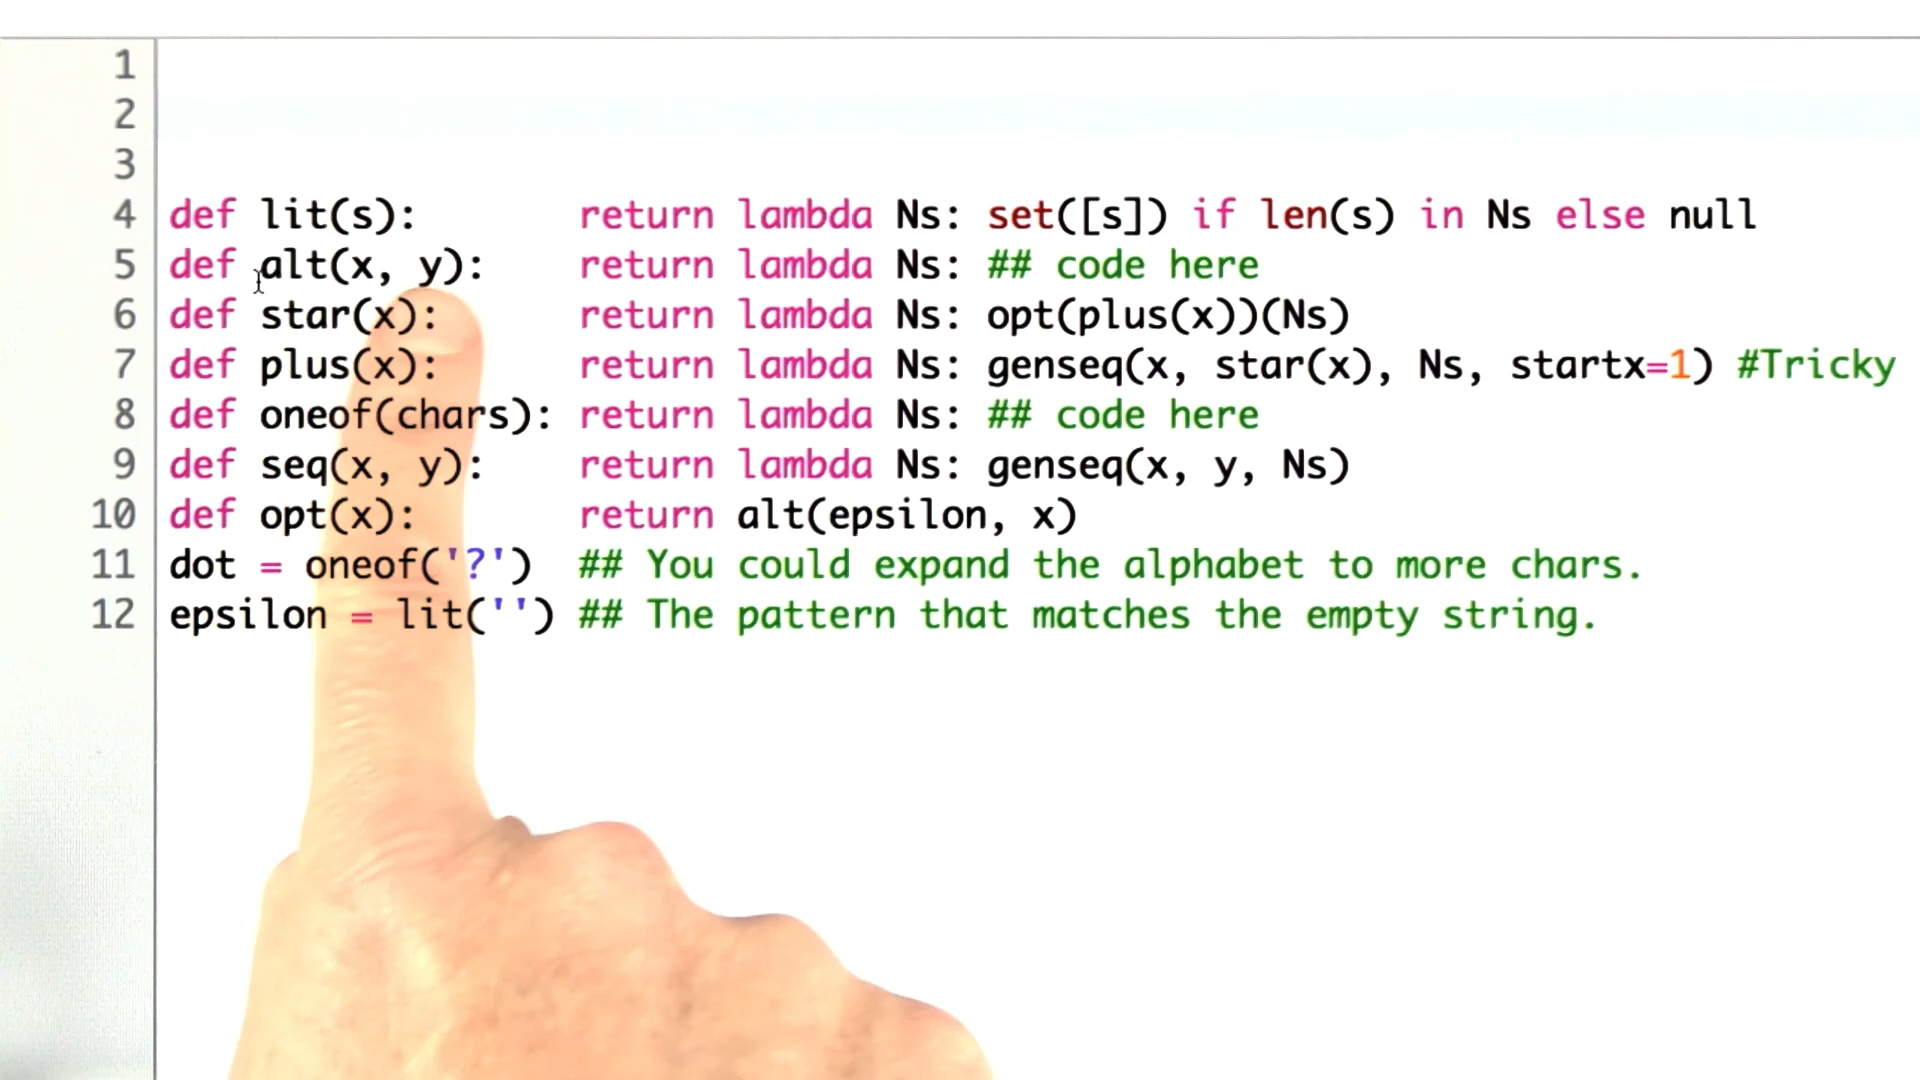 1
2
3
4 def lit(s): return lambda Ns: set([s]) if len(s) in Ns else null
5 def alt(x, y): return lambda Ns: ## code here
6 def star(x): return lambda Ns: opt(plus(x))(Ns)
7 def plus(x): return lambda Ns: genseq(x, star(x), Ns, startx=1) #Tricky
8 def oneof(chars): return lambda Ns: ## code here
9 def seq(x, y): return lambda Ns: genseq(x, y, Ns)
10 def opt(x): return alt(epsilon, x)
11 dot = oneof('?') ## You could expand the alphabet to more chars.
12 epsilon = lit('') ## The pattern that matches the empty string.